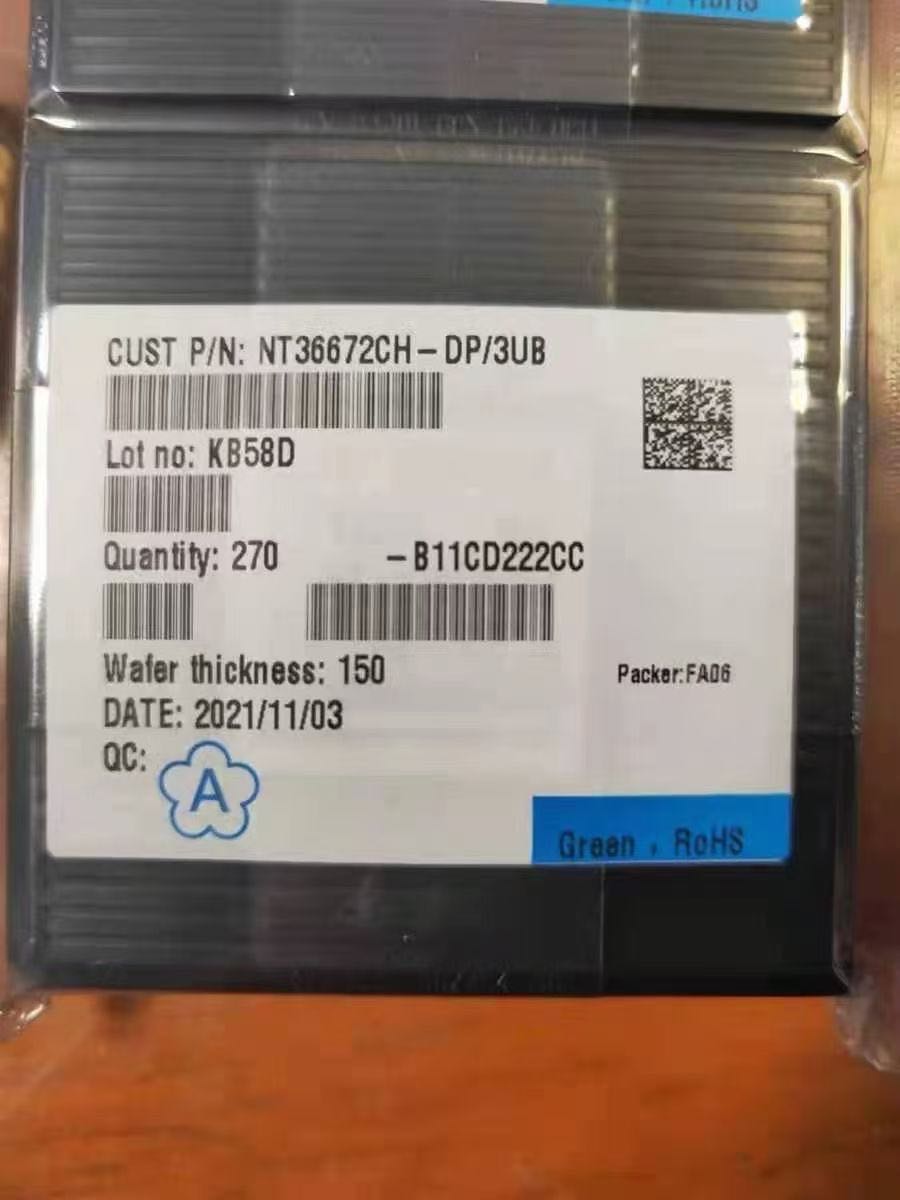 CUST P/N: NT36672CH-DP/3UB
Lot no: KB58D
Quantity: 270 -B11CD222CC
Wafer thickness: 150
Packer:FA06
DATE: 2021/11/03
QC:
A
Green , RoHS